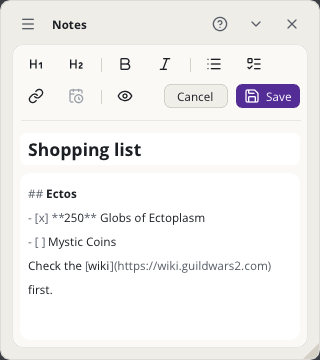 Notes
H1 H2 B I
Cancel Save
Shopping list
## Ectos
- [x] **250** Globs of Ectoplasm
- [ ] Mystic Coins
Check the [wiki](https://wiki.guildwars2.com)
first.